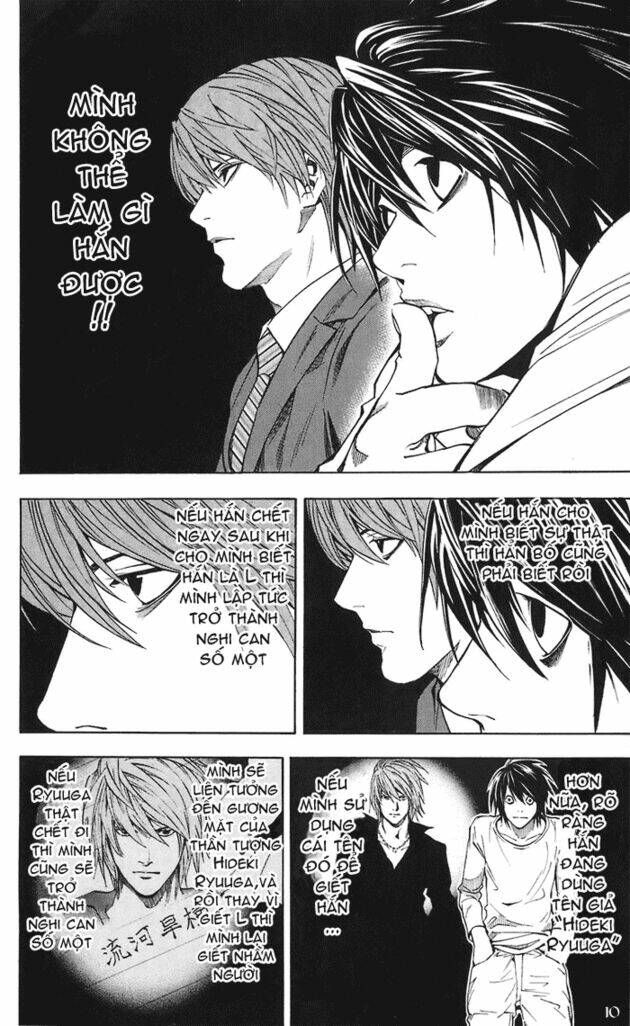 MÌNH
KHÔNG
THỂ
LÀM GÌ
HẮN
ĐƯỢC
!!
NẾU HẮN CHO
MÌNH BIẾT SỰ THẬT
THÌ HẮN BỎ CŨNG
PHẢI BIẾT RỒI
NẾU HẮN CHẾT
NGAY SAU KHI
CHO MÌNH BIẾT
HẮN LÀ L THÌ
MÌNH LẬP TỨC
TRỞ THÀNH
NGHI CAN
SỐ MỘT
HƠN
NỮA, RÕ
RÀNG
HẮN
ĐANG
DÙNG
TÊN GIẢ
"HIDEKI
RYUUGA"
NẾU
MÌNH SỬ
DỤNG
CÁI TÊN
ĐÓ ĐỂ
GIẾT
HẮN
...
MÌNH SẼ
LIÊN TƯỞNG
ĐẾN GƯƠNG
MẶT CỦA
THẦN TƯỢNG
HIDEKI
RYUUGA, VÀ
RỒI THAY VÌ
GIẾT L THÌ
MÌNH LẠI
GIẾT NHẦM
NGƯỜI
NẾU
RYUUGA
THẬT
CHẾT ĐI
THÌ MÌNH
CŨNG SẼ
TRỞ
THÀNH
NGHI CAN
SỐ MỘT
流河旱樹
10